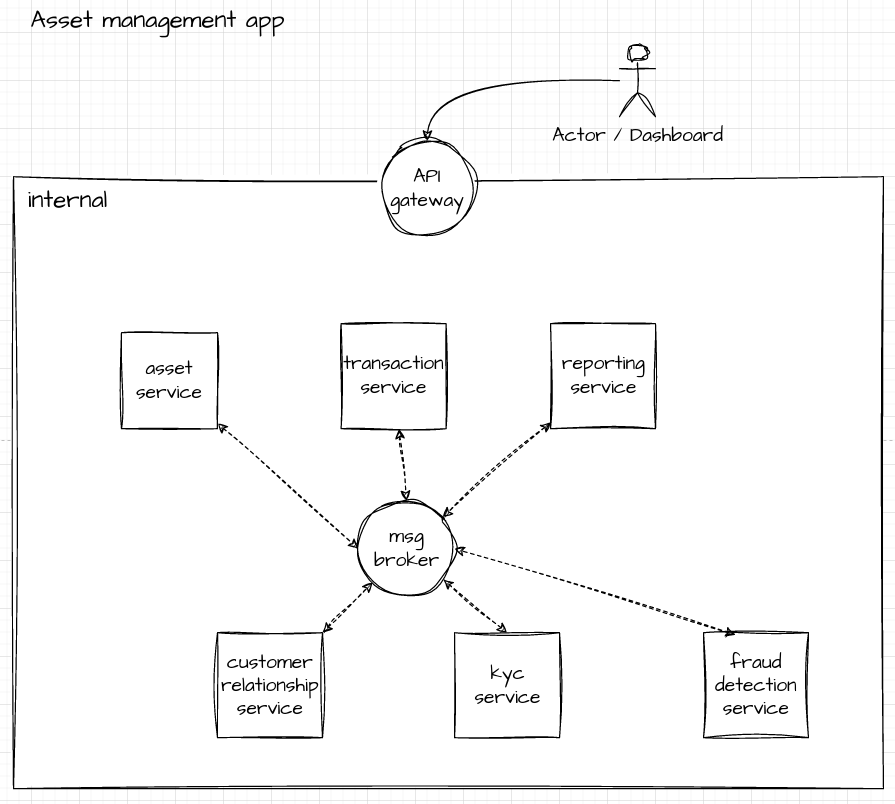 Asset management app
Actor / Dashboard
API
gateway
internal
asset
service
transaction
service
reporting
service
msg
broker
customer
relationship
service
kyc
service
fraud
detection
service